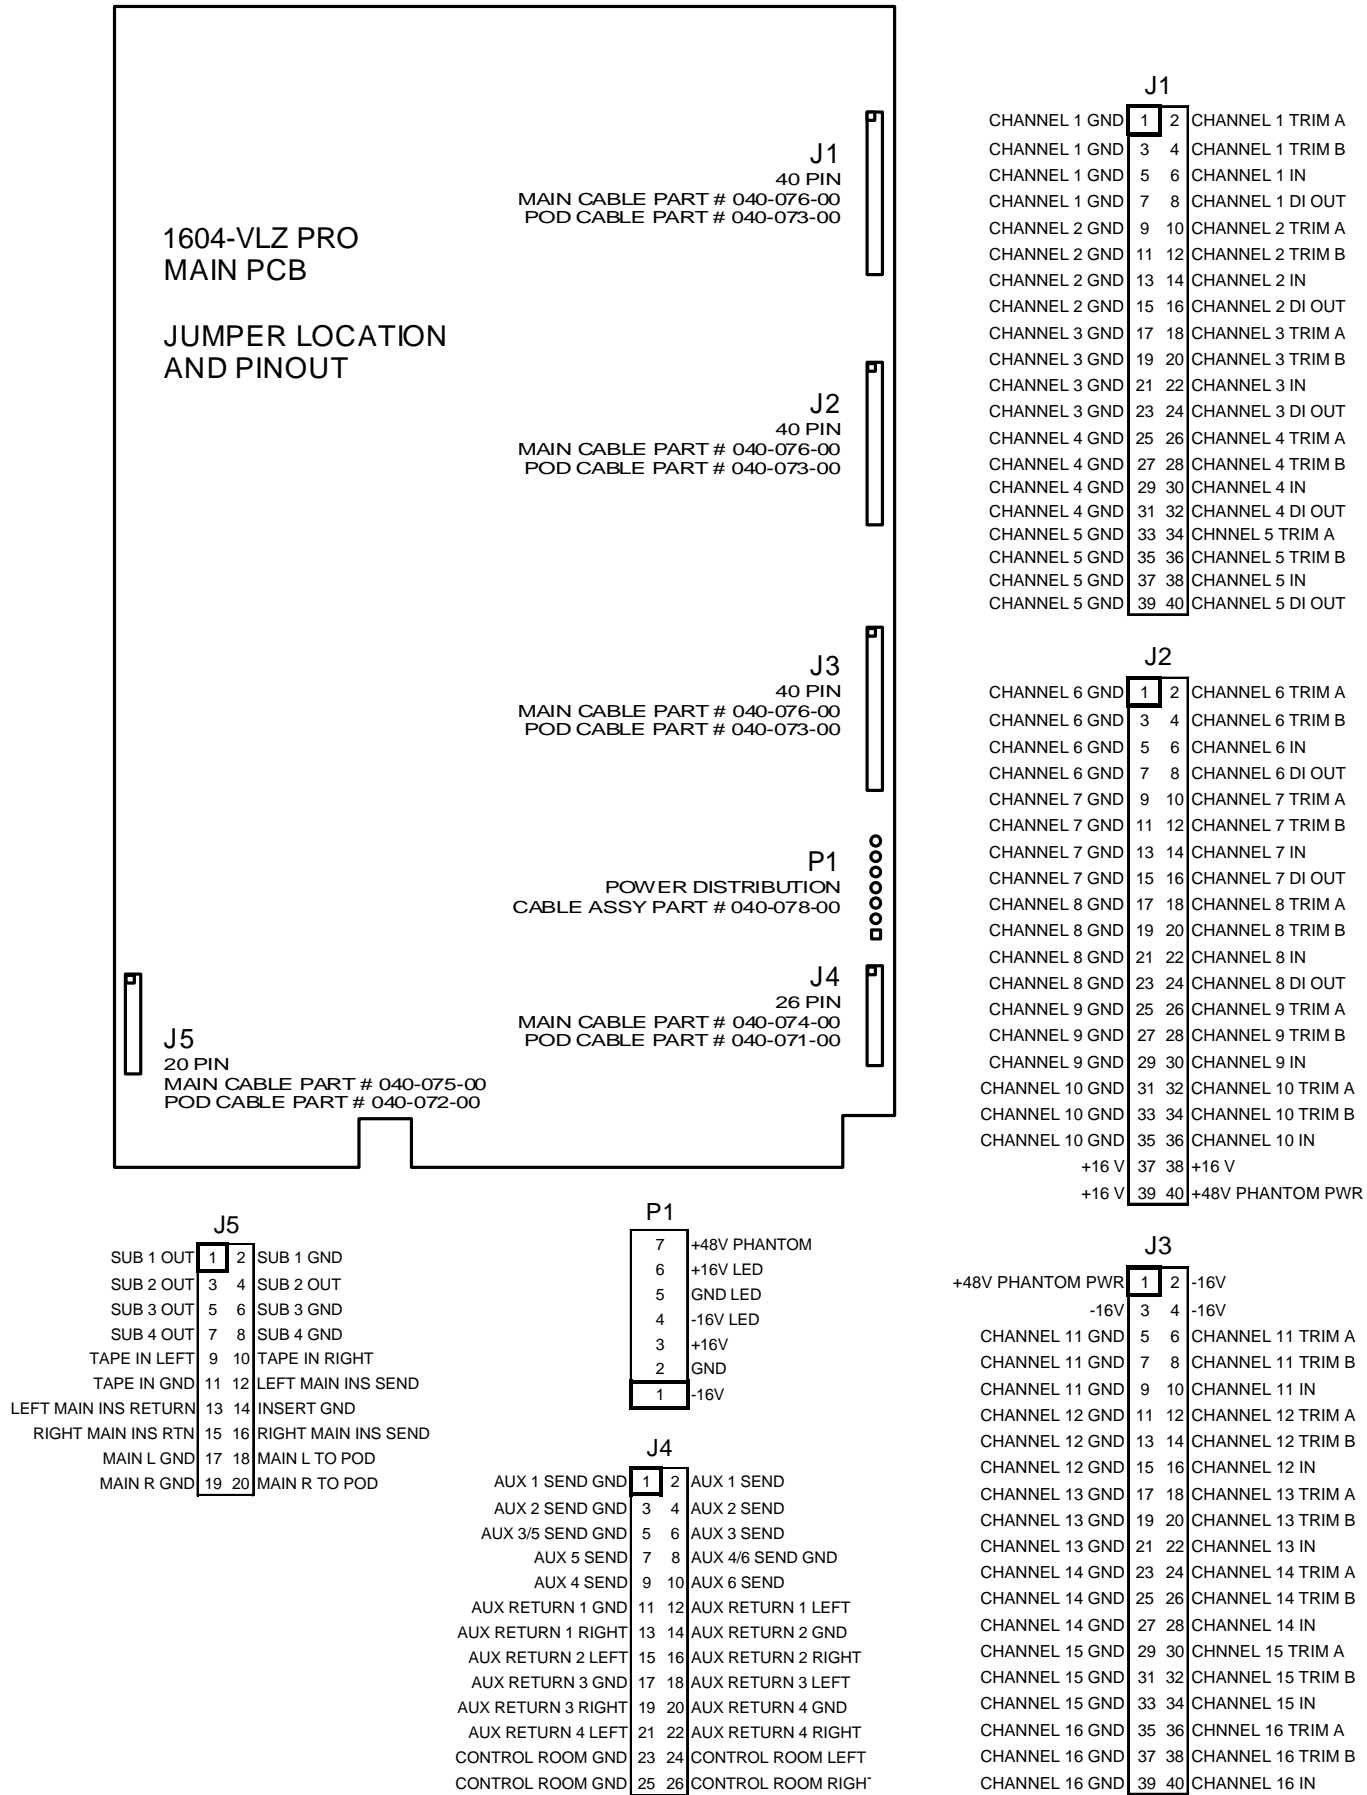 1604-VLZ PRO
MAIN PCB
JUMPER LOCATION
AND PINOUT
J1
40 PIN
MAIN CABLE PART # 040-076-00
POD CABLE PART # 040-073-00
J2
40 PIN
MAIN CABLE PART # 040-076-00
POD CABLE PART # 040-073-00
J3
40 PIN
MAIN CABLE PART # 040-076-00
POD CABLE PART # 040-073-00
P1
POWER DISTRIBUTION
CABLE ASSY PART # 040-078-00
J4
26 PIN
MAIN CABLE PART # 040-074-00
POD CABLE PART # 040-071-00
J5
20 PIN
MAIN CABLE PART # 040-075-00
POD CABLE PART # 040-072-00
J1
CHANNEL 1 GND 1 2 CHANNEL 1 TRIM A
CHANNEL 1 GND 3 4 CHANNEL 1 TRIM B
CHANNEL 1 GND 5 6 CHANNEL 1 IN
CHANNEL 1 GND 7 8 CHANNEL 1 DI OUT
CHANNEL 2 GND 9 10 CHANNEL 2 TRIM A
CHANNEL 2 GND 11 12 CHANNEL 2 TRIM B
CHANNEL 2 GND 13 14 CHANNEL 2 IN
CHANNEL 2 GND 15 16 CHANNEL 2 DI OUT
CHANNEL 3 GND 17 18 CHANNEL 3 TRIM A
CHANNEL 3 GND 19 20 CHANNEL 3 TRIM B
CHANNEL 3 GND 21 22 CHANNEL 3 IN
CHANNEL 3 GND 23 24 CHANNEL 3 DI OUT
CHANNEL 4 GND 25 26 CHANNEL 4 TRIM A
CHANNEL 4 GND 27 28 CHANNEL 4 TRIM B
CHANNEL 4 GND 29 30 CHANNEL 4 IN
CHANNEL 4 GND 31 32 CHANNEL 4 DI OUT
CHANNEL 5 GND 33 34 CHNNEL 5 TRIM A
CHANNEL 5 GND 35 36 CHANNEL 5 TRIM B
CHANNEL 5 GND 37 38 CHANNEL 5 IN
CHANNEL 5 GND 39 40 CHANNEL 5 DI OUT
J2
CHANNEL 6 GND 1 2 CHANNEL 6 TRIM A
CHANNEL 6 GND 3 4 CHANNEL 6 TRIM B
CHANNEL 6 GND 5 6 CHANNEL 6 IN
CHANNEL 6 GND 7 8 CHANNEL 6 DI OUT
CHANNEL 7 GND 9 10 CHANNEL 7 TRIM A
CHANNEL 7 GND 11 12 CHANNEL 7 TRIM B
CHANNEL 7 GND 13 14 CHANNEL 7 IN
CHANNEL 7 GND 15 16 CHANNEL 7 DI OUT
CHANNEL 8 GND 17 18 CHANNEL 8 TRIM A
CHANNEL 8 GND 19 20 CHANNEL 8 TRIM B
CHANNEL 8 GND 21 22 CHANNEL 8 IN
CHANNEL 8 GND 23 24 CHANNEL 8 DI OUT
CHANNEL 9 GND 25 26 CHANNEL 9 TRIM A
CHANNEL 9 GND 27 28 CHANNEL 9 TRIM B
CHANNEL 9 GND 29 30 CHANNEL 9 IN
CHANNEL 10 GND 31 32 CHANNEL 10 TRIM A
CHANNEL 10 GND 33 34 CHANNEL 10 TRIM B
CHANNEL 10 GND 35 36 CHANNEL 10 IN
+16 V 37 38 +16 V
+16 V 39 40 +48V PHANTOM PWR
J5
SUB 1 OUT 1 2 SUB 1 GND
SUB 2 OUT 3 4 SUB 2 OUT
SUB 3 OUT 5 6 SUB 3 GND
SUB 4 OUT 7 8 SUB 4 GND
TAPE IN LEFT 9 10 TAPE IN RIGHT
TAPE IN GND 11 12 LEFT MAIN INS SEND
LEFT MAIN INS RETURN 13 14 INSERT GND
RIGHT MAIN INS RTN 15 16 RIGHT MAIN INS SEND
MAIN L GND 17 18 MAIN L TO POD
MAIN R GND 19 20 MAIN R TO POD
P1
7 +48V PHANTOM
6 +16V LED
5 GND LED
4 -16V LED
3 +16V
2 GND
1 -16V
J4
AUX 1 SEND GND 1 2 AUX 1 SEND
AUX 2 SEND GND 3 4 AUX 2 SEND
AUX 3/5 SEND GND 5 6 AUX 3 SEND
AUX 5 SEND 7 8 AUX 4/6 SEND GND
AUX 4 SEND 9 10 AUX 6 SEND
AUX RETURN 1 GND 11 12 AUX RETURN 1 LEFT
AUX RETURN 1 RIGHT 13 14 AUX RETURN 2 GND
AUX RETURN 2 LEFT 15 16 AUX RETURN 2 RIGHT
AUX RETURN 3 GND 17 18 AUX RETURN 3 LEFT
AUX RETURN 3 RIGHT 19 20 AUX RETURN 4 GND
AUX RETURN 4 LEFT 21 22 AUX RETURN 4 RIGHT
CONTROL ROOM GND 23 24 CONTROL ROOM LEFT
CONTROL ROOM GND 25 26 CONTROL ROOM RIGHT
J3
+48V PHANTOM PWR 1 2 -16V
-16V 3 4 -16V
CHANNEL 11 GND 5 6 CHANNEL 11 TRIM A
CHANNEL 11 GND 7 8 CHANNEL 11 TRIM B
CHANNEL 11 GND 9 10 CHANNEL 11 IN
CHANNEL 12 GND 11 12 CHANNEL 12 TRIM A
CHANNEL 12 GND 13 14 CHANNEL 12 TRIM B
CHANNEL 12 GND 15 16 CHANNEL 12 IN
CHANNEL 13 GND 17 18 CHANNEL 13 TRIM A
CHANNEL 13 GND 19 20 CHANNEL 13 TRIM B
CHANNEL 13 GND 21 22 CHANNEL 13 IN
CHANNEL 14 GND 23 24 CHANNEL 14 TRIM A
CHANNEL 14 GND 25 26 CHANNEL 14 TRIM B
CHANNEL 14 GND 27 28 CHANNEL 14 IN
CHANNEL 15 GND 29 30 CHNNEL 15 TRIM A
CHANNEL 15 GND 31 32 CHANNEL 15 TRIM B
CHANNEL 15 GND 33 34 CHANNEL 15 IN
CHANNEL 16 GND 35 36 CHNNEL 16 TRIM A
CHANNEL 16 GND 37 38 CHANNEL 16 TRIM B
CHANNEL 16 GND 39 40 CHANNEL 16 IN